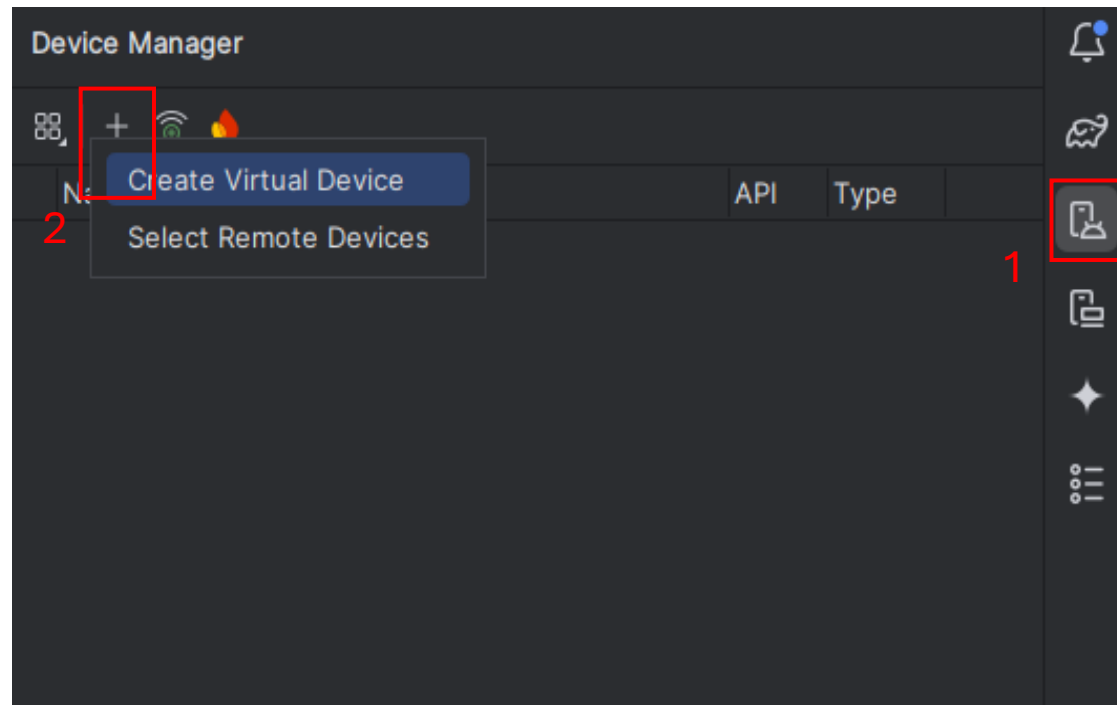 Device Manager
Create Virtual Device
API
Type
2
Select Remote Devices
1